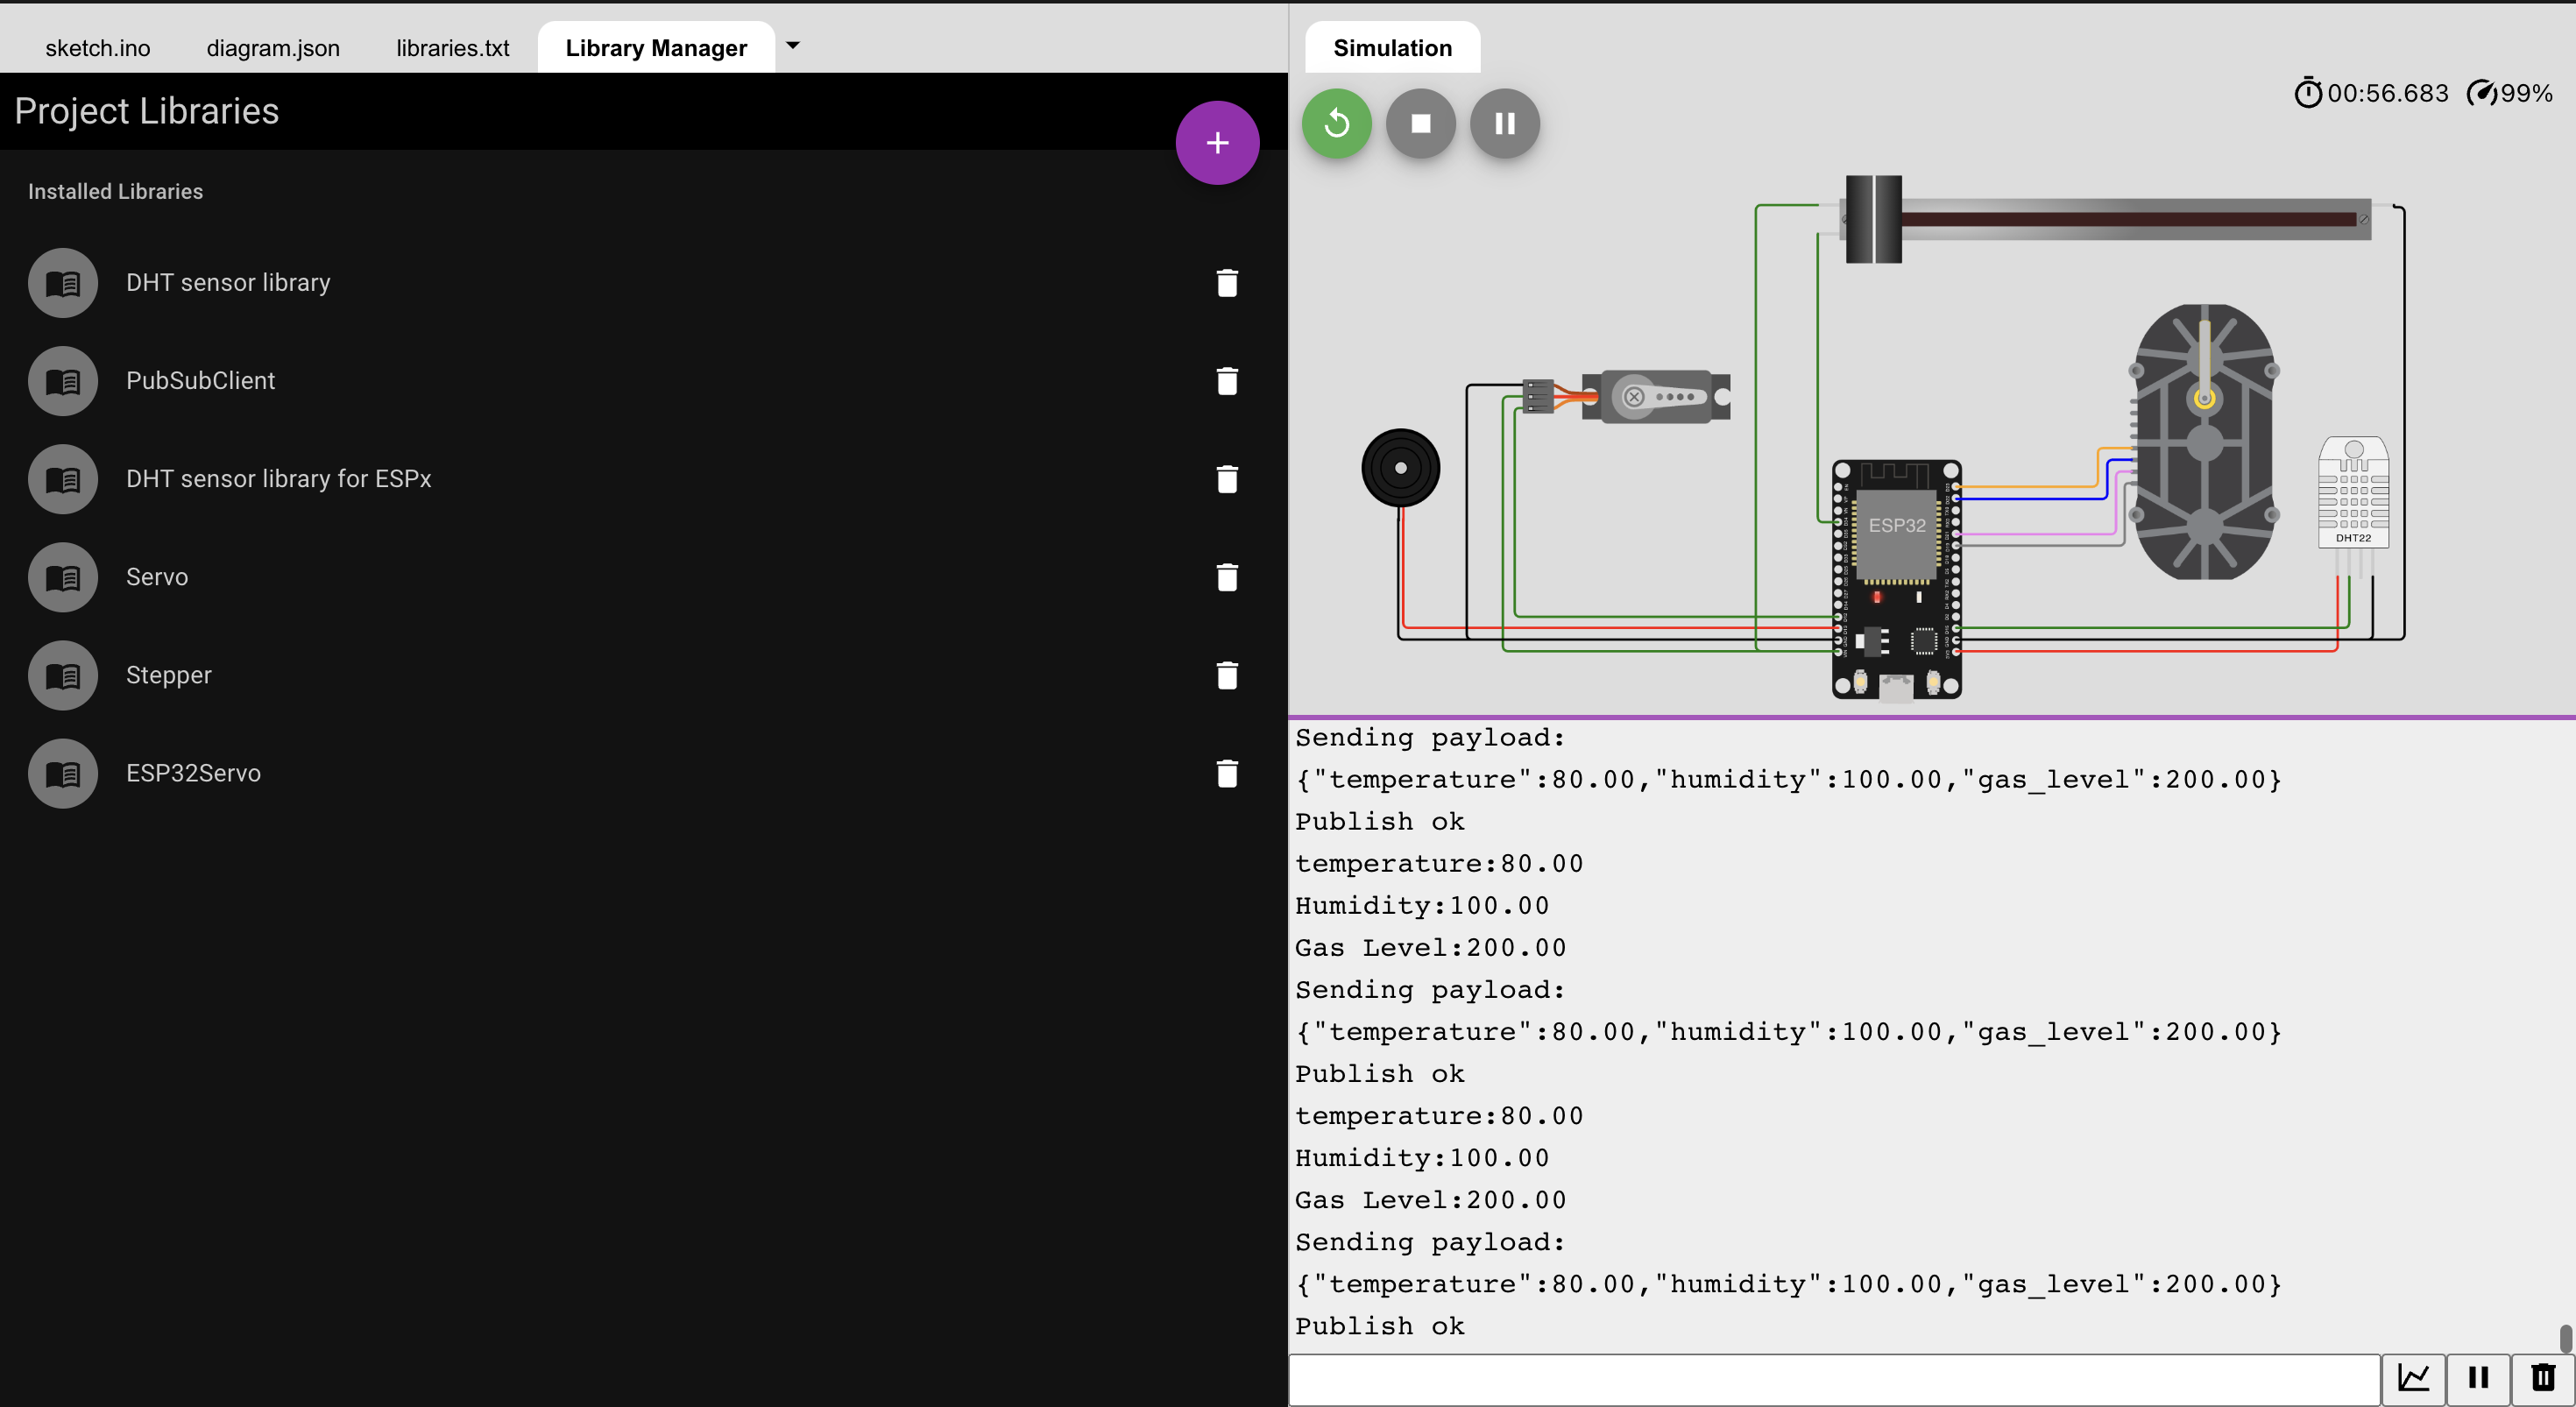 sketch.ino diagram.json libraries.txt Library Manager
Project Libraries
+
Installed Libraries
DHT sensor library
PubSubClient
DHT sensor library for ESPx
Servo
Stepper
ESP32Servo
Simulation
00:56.683 99%
ESP32
DHT22
Sending payload:
{"temperature":80.00,"humidity":100.00,"gas_level":200.00}
Publish ok
temperature:80.00
Humidity:100.00
Gas Level:200.00
Sending payload:
{"temperature":80.00,"humidity":100.00,"gas_level":200.00}
Publish ok
temperature:80.00
Humidity:100.00
Gas Level:200.00
Sending payload:
{"temperature":80.00,"humidity":100.00,"gas_level":200.00}
Publish ok